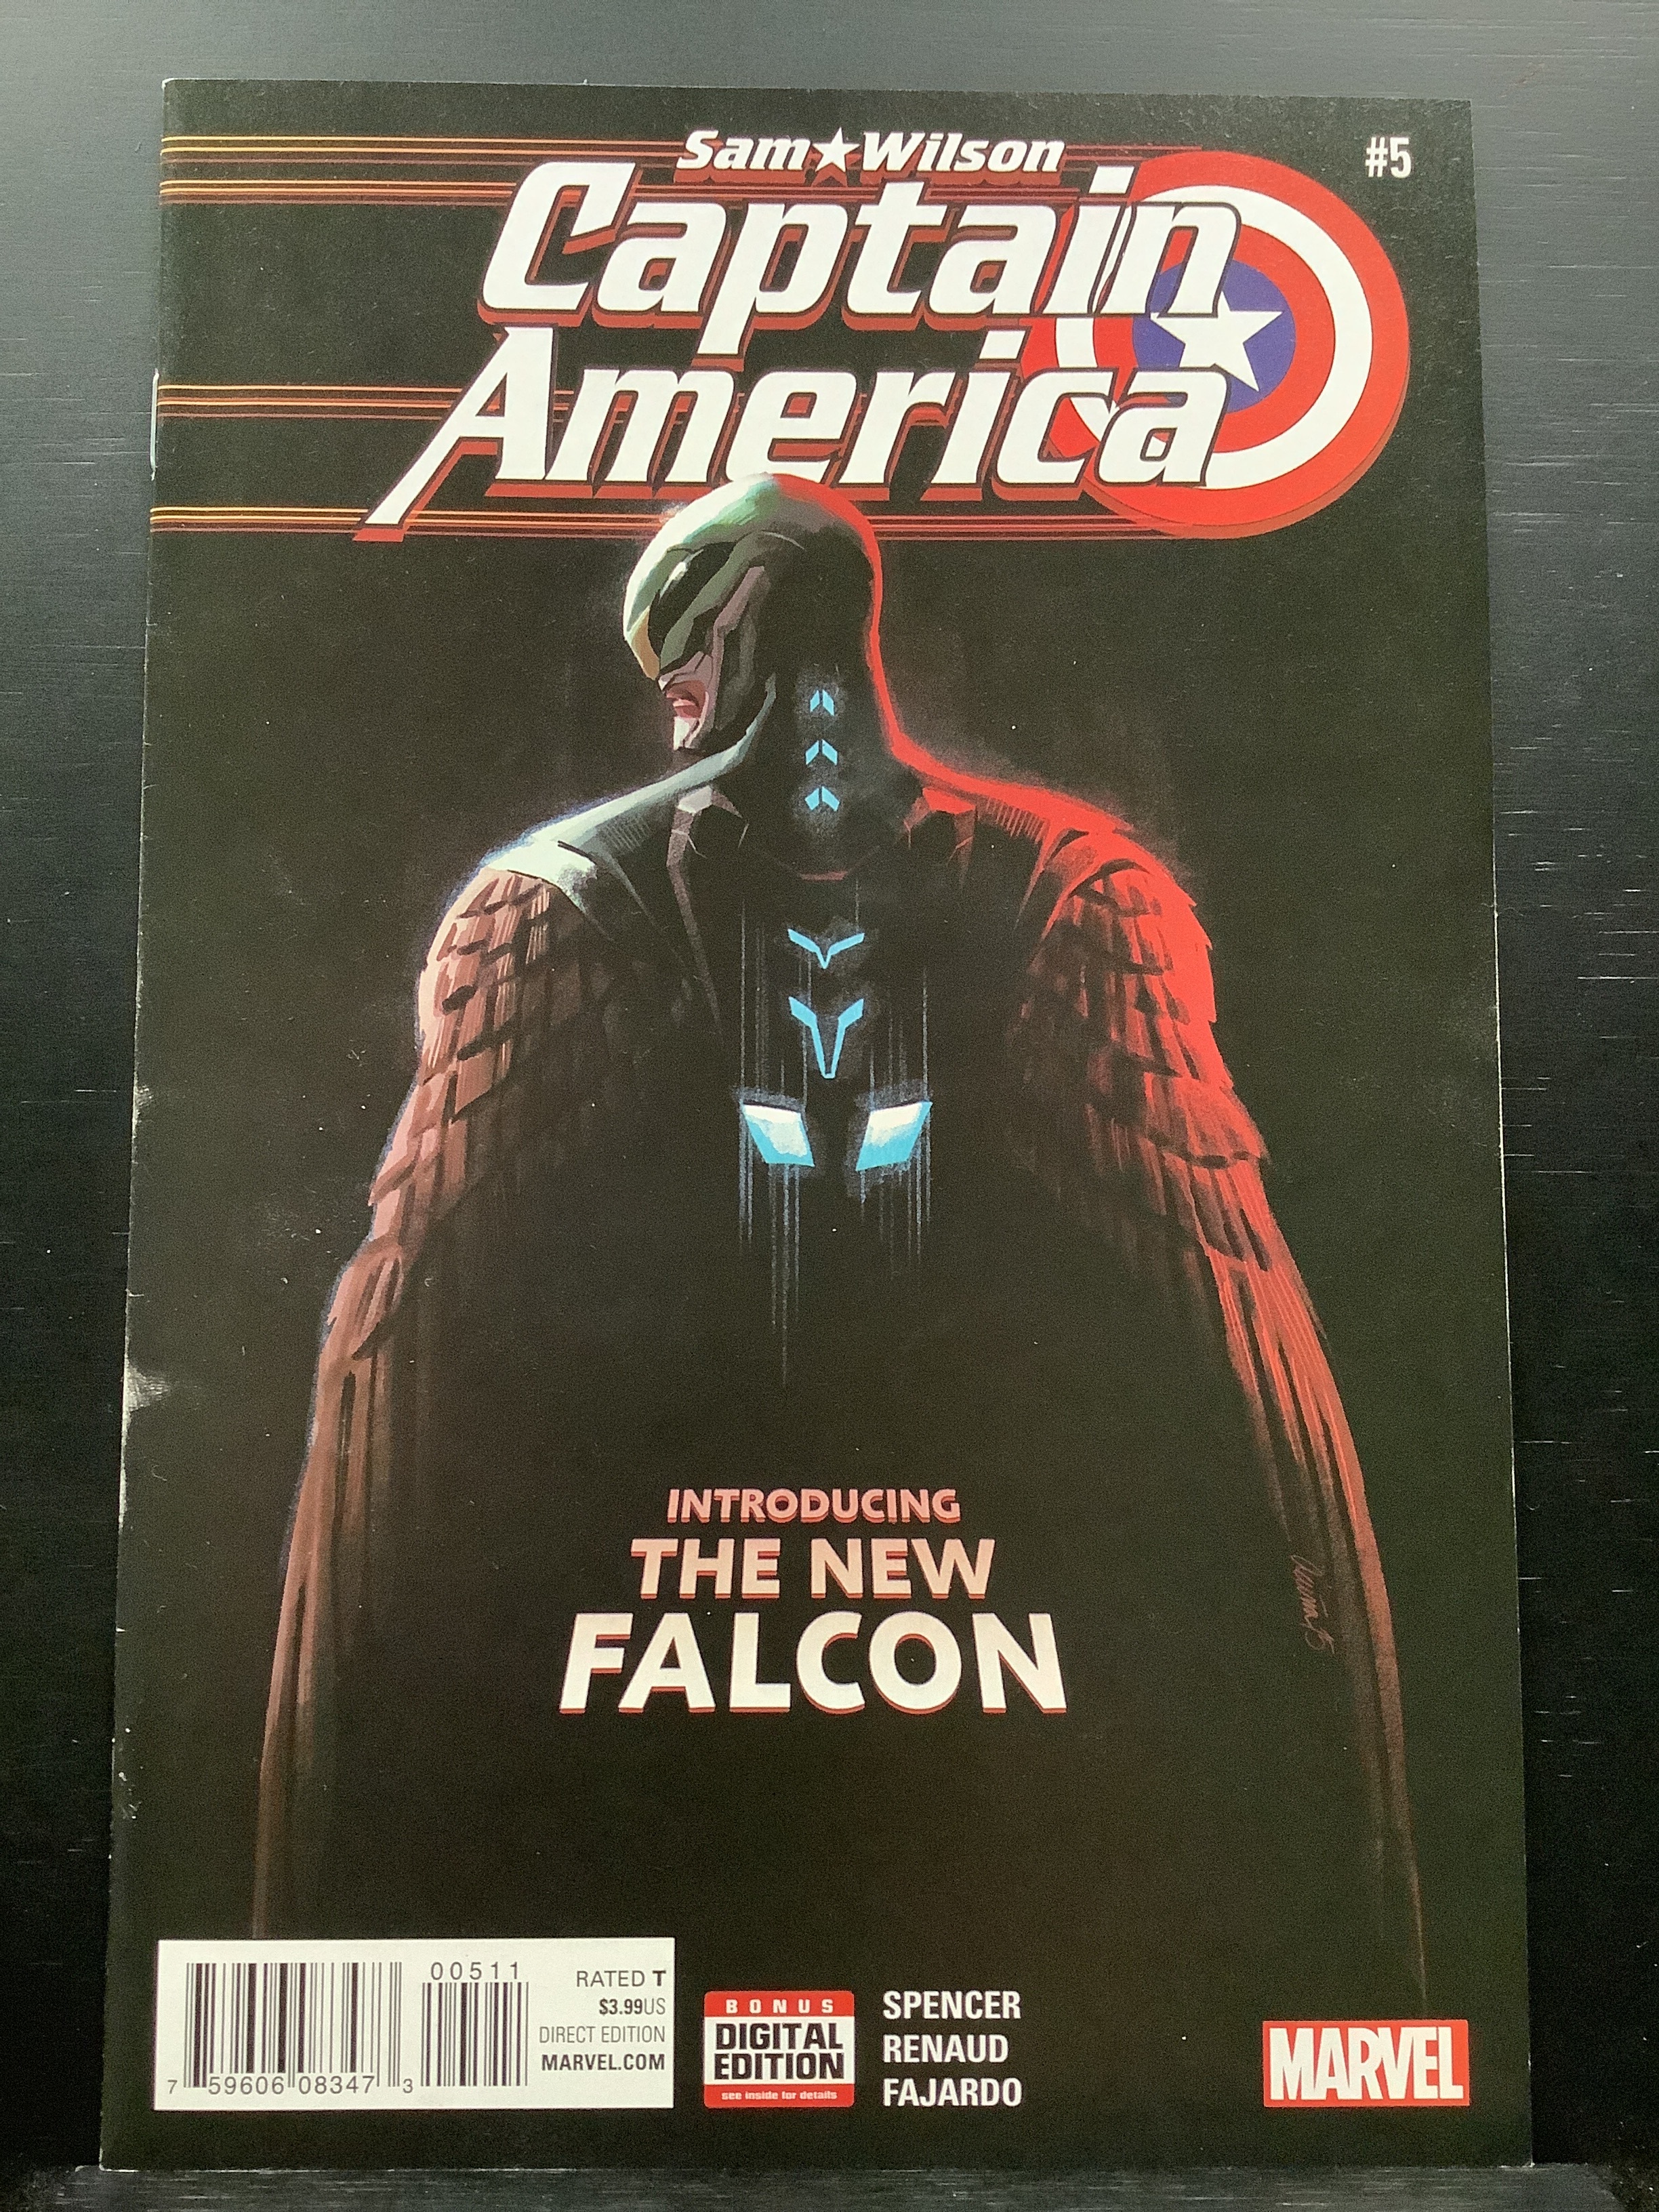 Sam★Wilson
#5
Captain
America
INTRODUCING
THE NEW
FALCON
00511
RATED T
$3.99US
DIRECT EDITION
MARVEL.COM
7 59606 08347 3
BONUS
DIGITAL
EDITION
see inside for details
SPENCER
RENAUD
FAJARDO
MARVEL